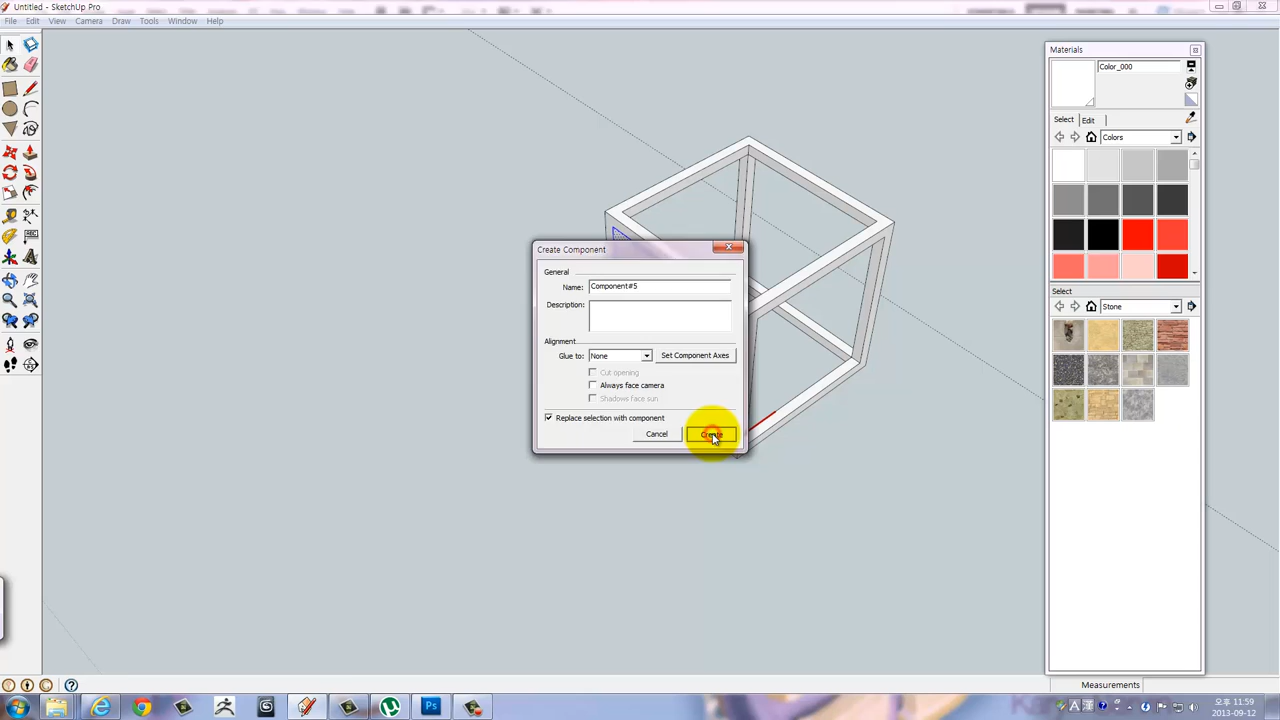 Untitled - SketchUp Pro
File Edit View Camera Draw Tools Window Help
Materials
Color_000
Select Edit
Colors
Select
Stone
Create Component
General
Name: Component#5
Description:
Alignment
Glue to: None Set Component Axes
Cut opening
Always face camera
Shadows face sun
Replace selection with component
Cancel Create
Measurements
오후 11:59
2013-09-12